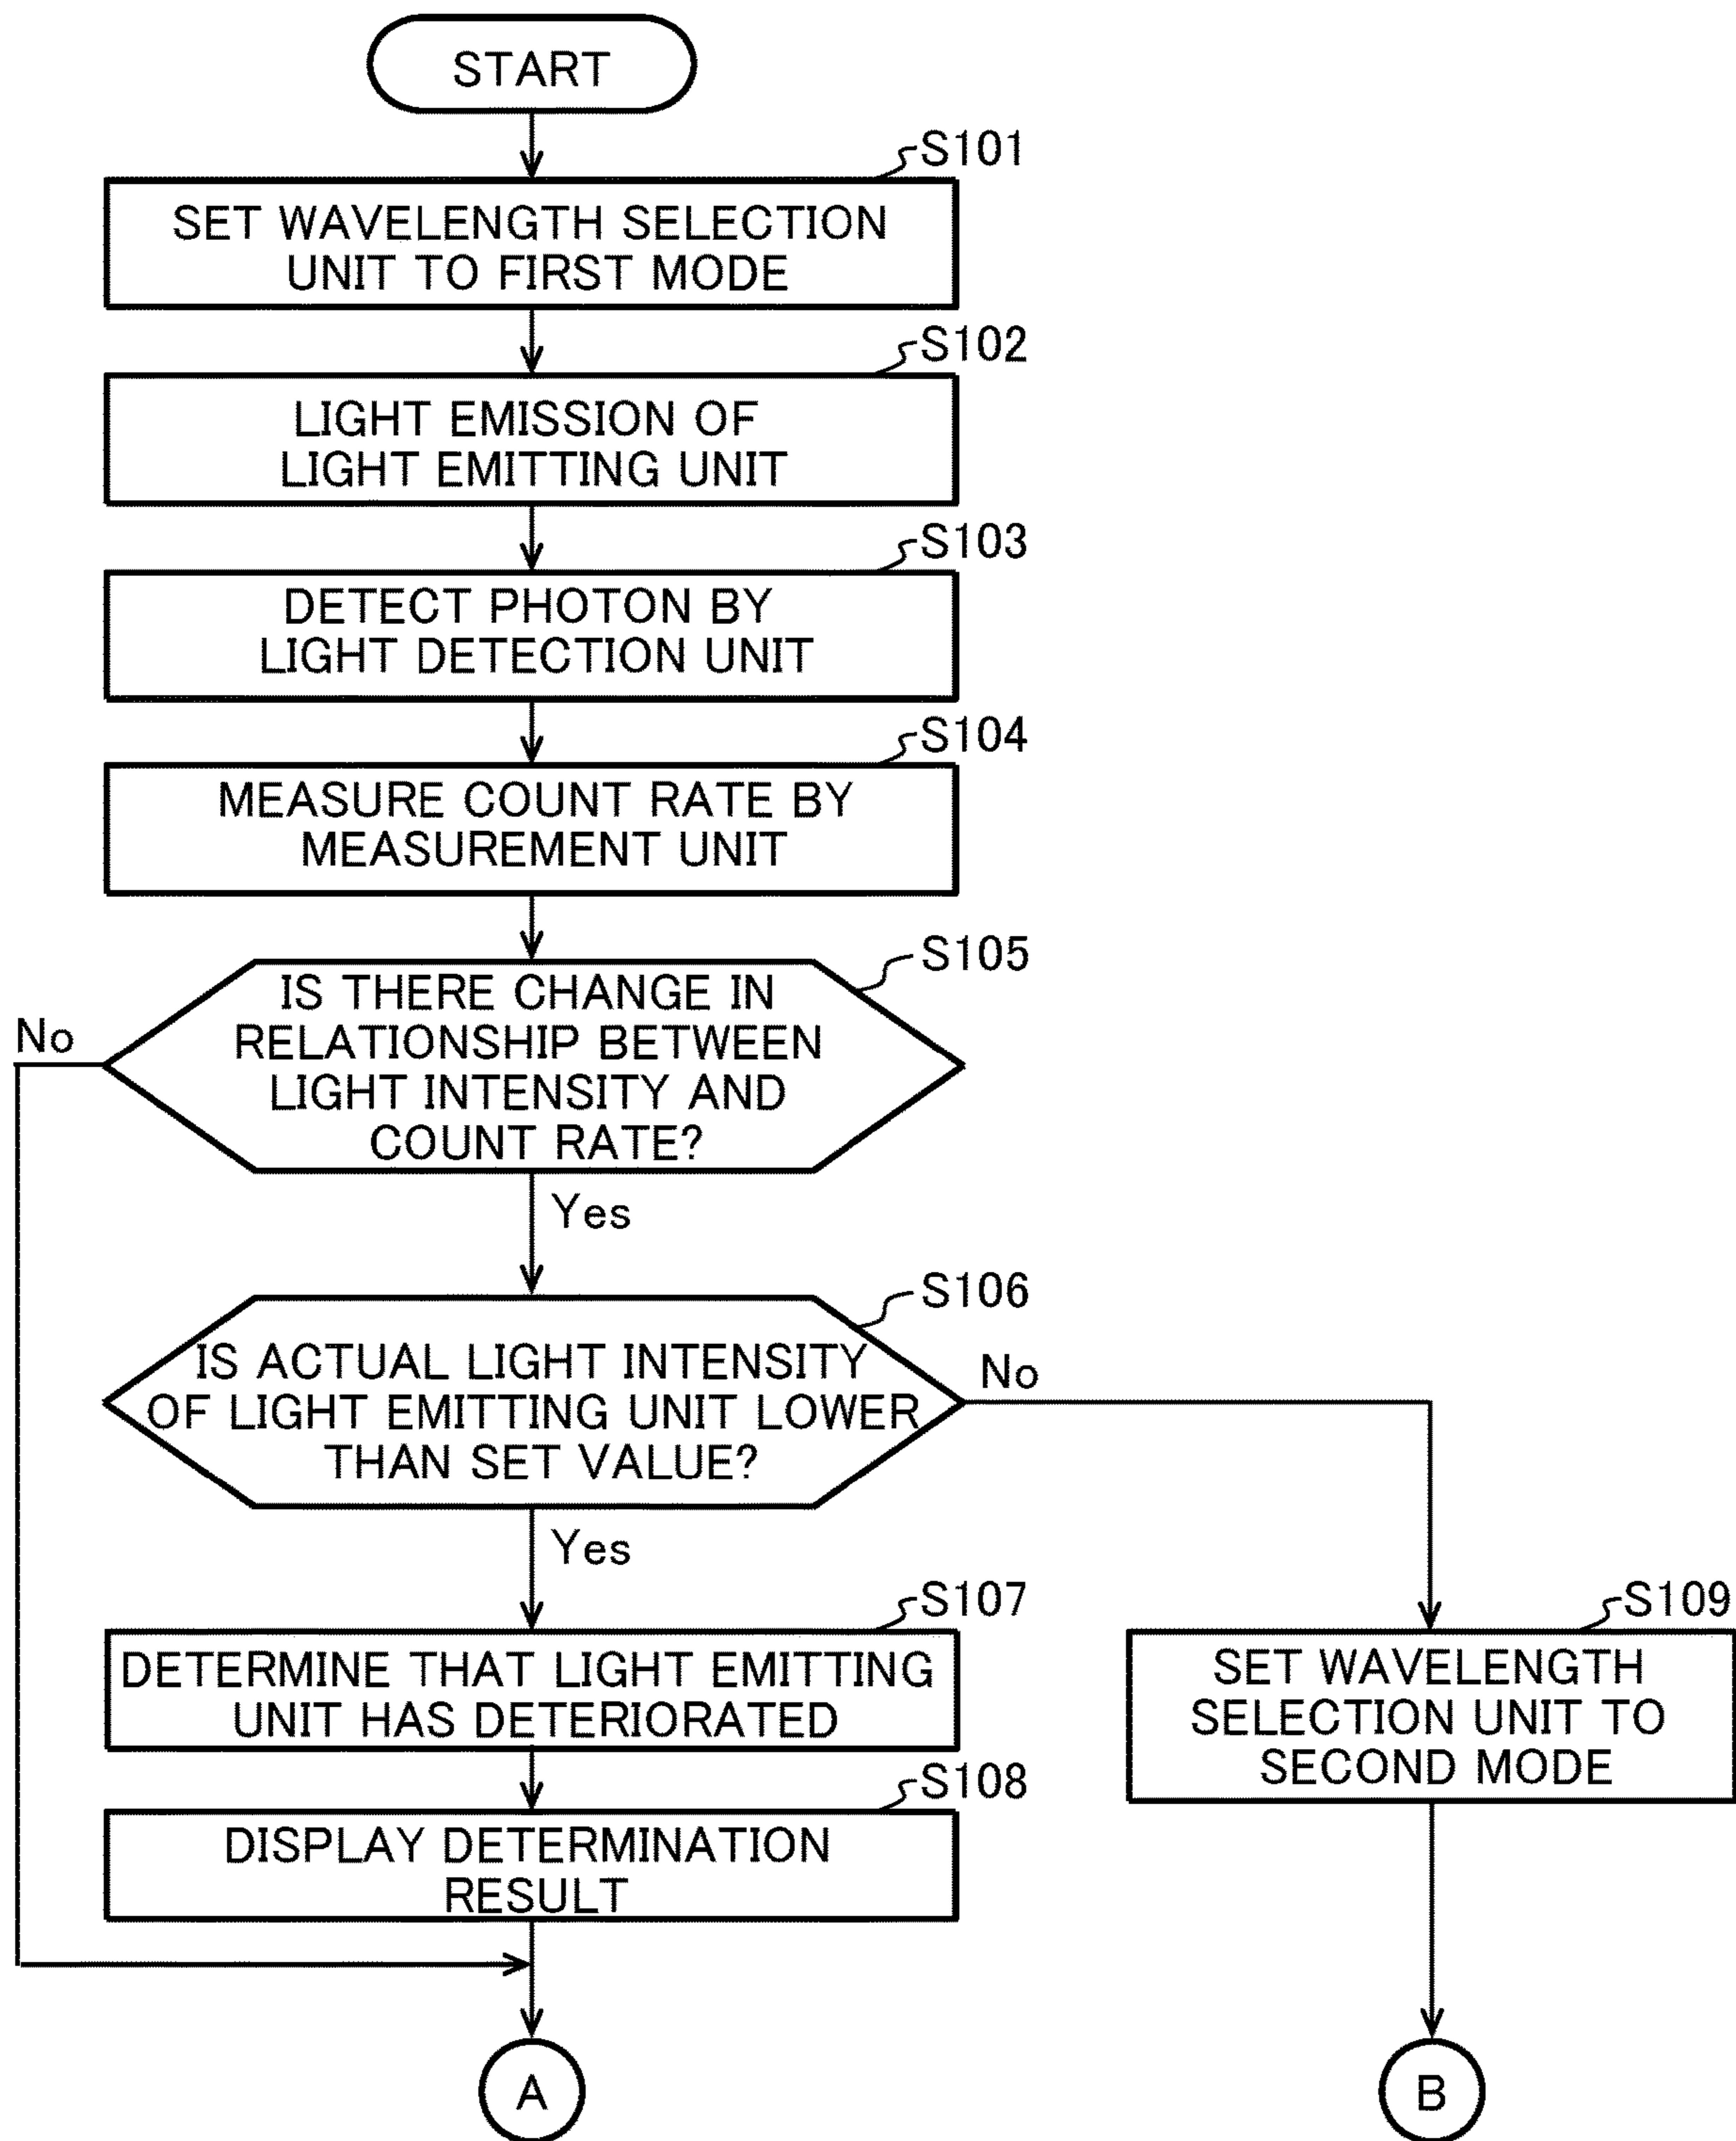 START
S101
SET WAVELENGTH SELECTION
UNIT TO FIRST MODE
S102
LIGHT EMISSION OF
LIGHT EMITTING UNIT
S103
DETECT PHOTON BY
LIGHT DETECTION UNIT
S104
MEASURE COUNT RATE BY
MEASUREMENT UNIT
S105
IS THERE CHANGE IN
RELATIONSHIP BETWEEN
LIGHT INTENSITY AND
COUNT RATE?
No
Yes
S106
IS ACTUAL LIGHT INTENSITY
OF LIGHT EMITTING UNIT LOWER
THAN SET VALUE?
No
Yes
S107
DETERMINE THAT LIGHT EMITTING
UNIT HAS DETERIORATED
S109
SET WAVELENGTH
SELECTION UNIT TO
SECOND MODE
S108
DISPLAY DETERMINATION
RESULT
A
B